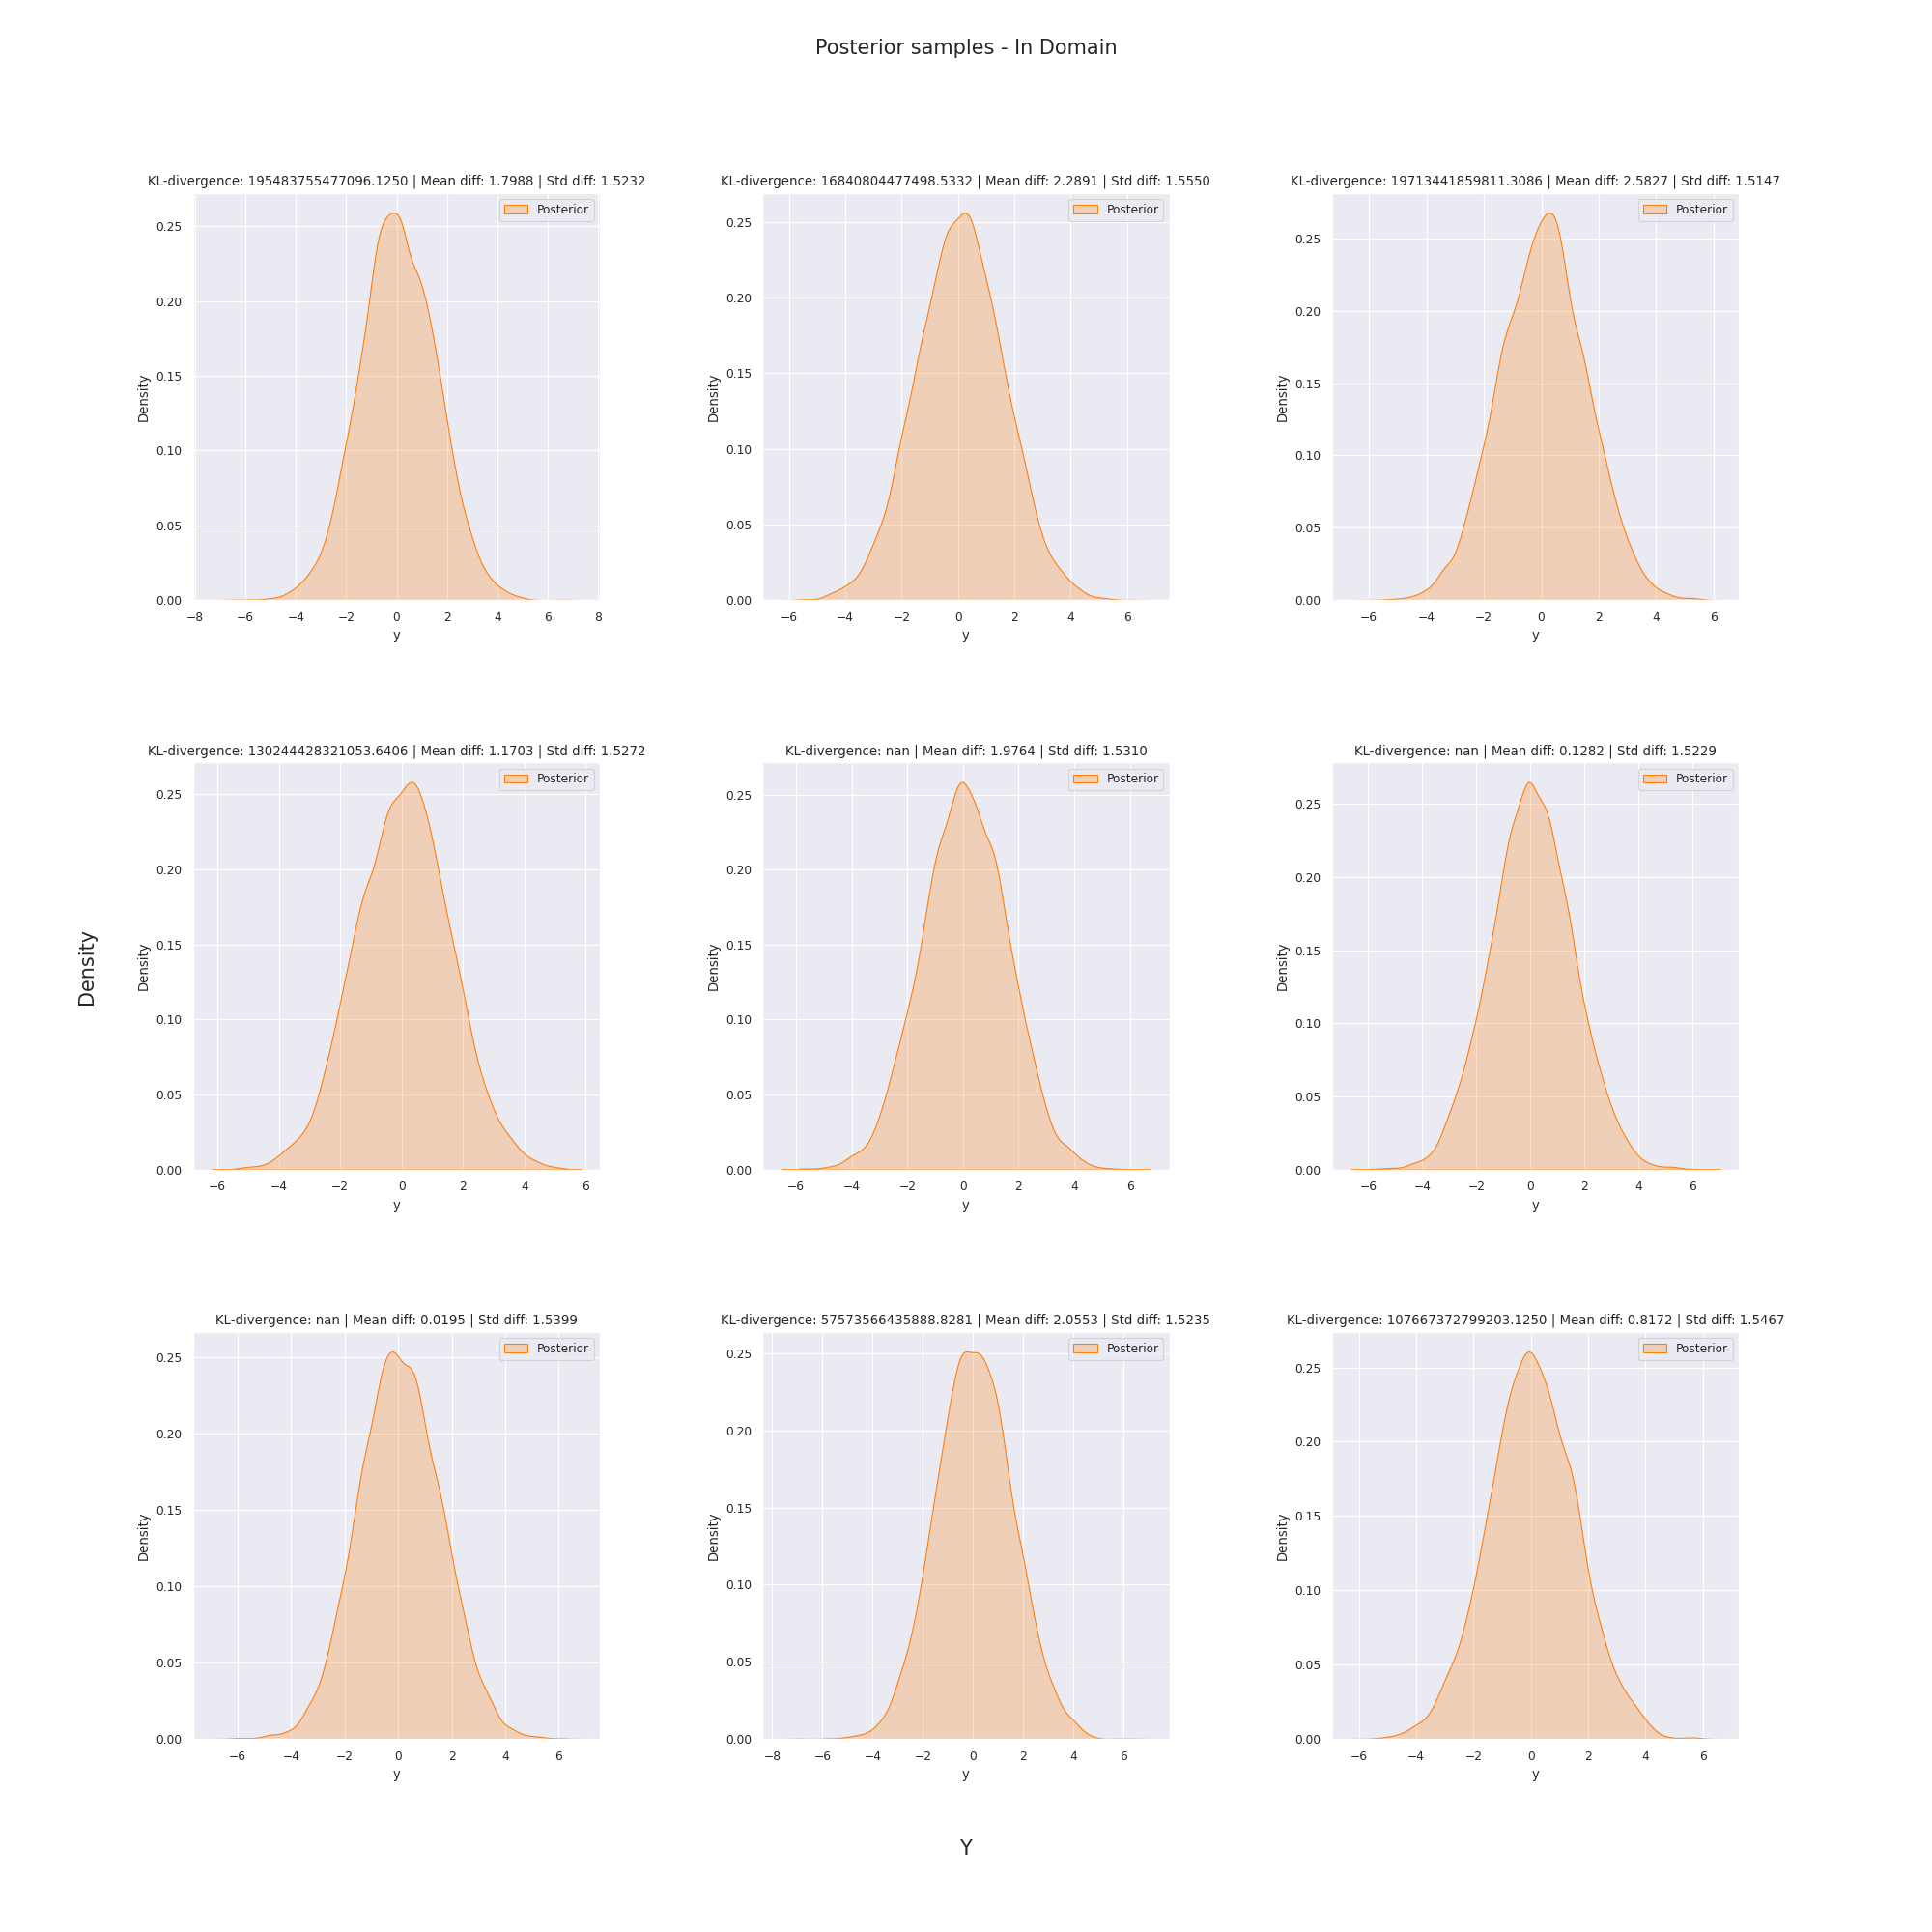 Posterior samples - In Domain
KL-divergence: 195483755477096.1250 | Mean diff: 1.7988 | Std diff: 1.5232
Posterior
0.25
0.20
0.15
0.10
0.05
0.00
Density
−8 −6 −4 −2 0 2 4 6 8
y
KL-divergence: 16840804477498.5332 | Mean diff: 2.2891 | Std diff: 1.5550
Posterior
0.25
0.20
0.15
0.10
0.05
0.00
Density
−6 −4 −2 0 2 4 6
y
KL-divergence: 19713441859811.3086 | Mean diff: 2.5827 | Std diff: 1.5147
Posterior
0.25
0.20
0.15
0.10
0.05
0.00
Density
−6 −4 −2 0 2 4 6
y
Density
KL-divergence: 130244428321053.6406 | Mean diff: 1.1703 | Std diff: 1.5272
Posterior
0.25
0.20
0.15
0.10
0.05
0.00
Density
−6 −4 −2 0 2 4 6
y
KL-divergence: nan | Mean diff: 1.9764 | Std diff: 1.5310
Posterior
0.25
0.20
0.15
0.10
0.05
0.00
Density
−6 −4 −2 0 2 4 6
y
KL-divergence: nan | Mean diff: 0.1282 | Std diff: 1.5229
Posterior
0.25
0.20
0.15
0.10
0.05
0.00
Density
−6 −4 −2 0 2 4 6
y
KL-divergence: nan | Mean diff: 0.0195 | Std diff: 1.5399
Posterior
0.25
0.20
0.15
0.10
0.05
0.00
Density
−6 −4 −2 0 2 4 6
y
KL-divergence: 57573566435888.8281 | Mean diff: 2.0553 | Std diff: 1.5235
Posterior
0.25
0.20
0.15
0.10
0.05
0.00
Density
−8 −6 −4 −2 0 2 4 6
y
KL-divergence: 107667372799203.1250 | Mean diff: 0.8172 | Std diff: 1.5467
Posterior
0.25
0.20
0.15
0.10
0.05
0.00
Density
−6 −4 −2 0 2 4 6
y
Y